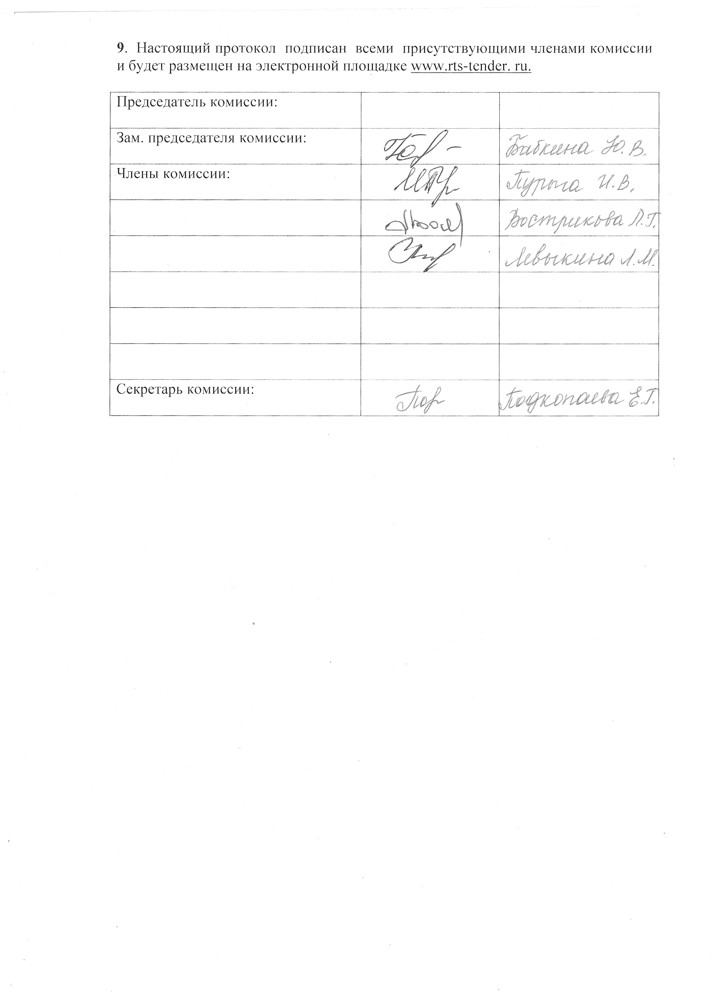 9. Настоящий протокол подписан всеми присутствующими членами комиссии
и будет размещен на электронной площадке www.rts-tender. ru.
Председатель комиссии:
Зам. председателя комиссии: Бабкина Ю. В.
Члены комиссии: Пурыга И. В.
Вострикова Л.Г.
Левыкина Л.М.
Секретарь комиссии: Подкопаева Е.Г.